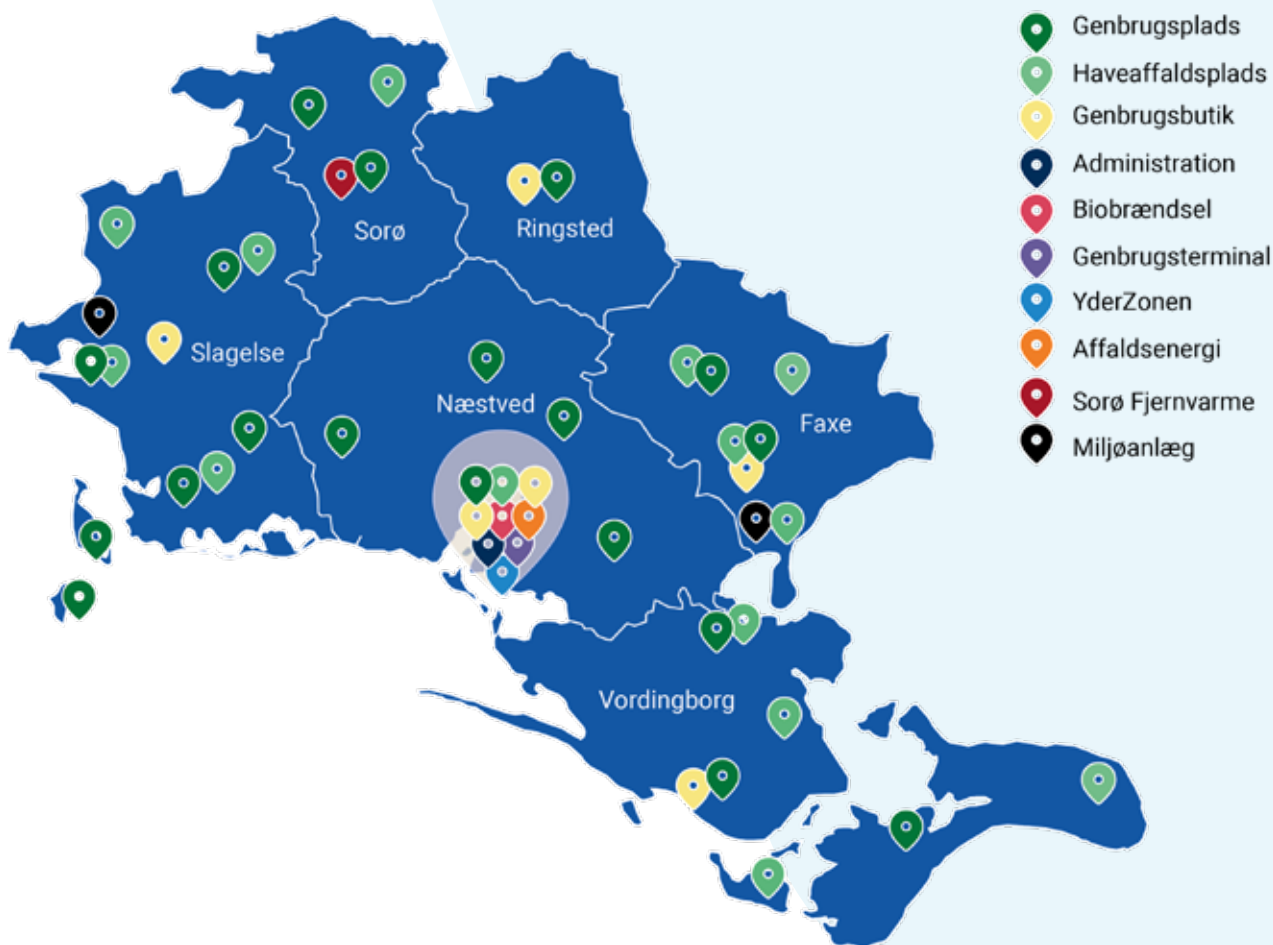 Genbrugsplads
Haveaffaldsplads
Genbrugsbutik
Administration
Biobrændsel
Genbrugsterminal
YderZonen
Affaldsenergi
Sorø Fjernvarme
Miljøanlæg
Sorø
Ringsted
Slagelse
Næstved
Faxe
Vordingborg